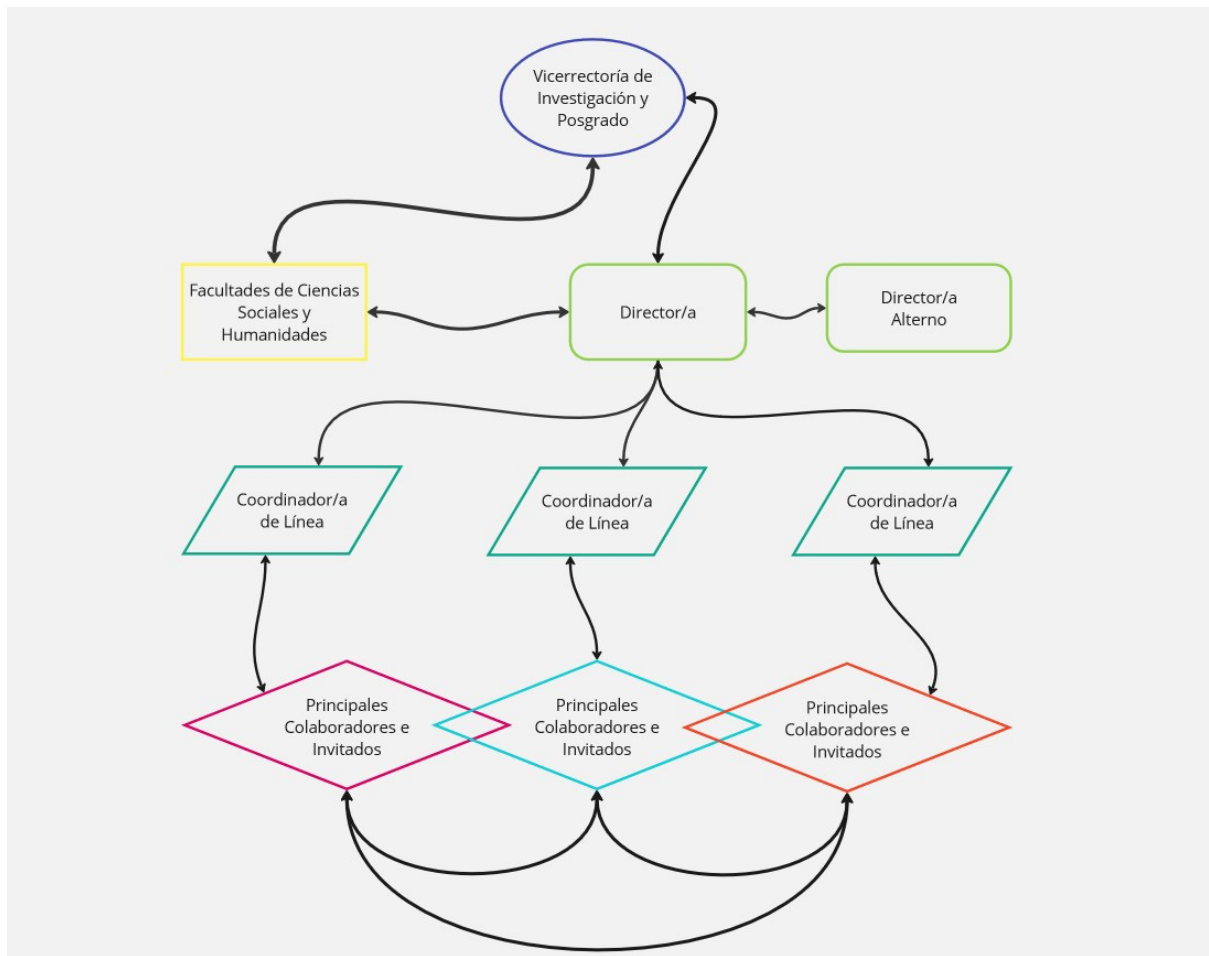 Vicerrectoría de
Investigación y
Posgrado
Facultades de Ciencias
Sociales y
Humanidades
Director/a
Director/a
Alterno
Coordinador/a
de Línea
Coordinador/a
de Línea
Coordinador/a
de Línea
Principales
Colaboradores e
Invitados
Principales
Colaboradores e
Invitados
Principales
Colaboradores e
Invitados